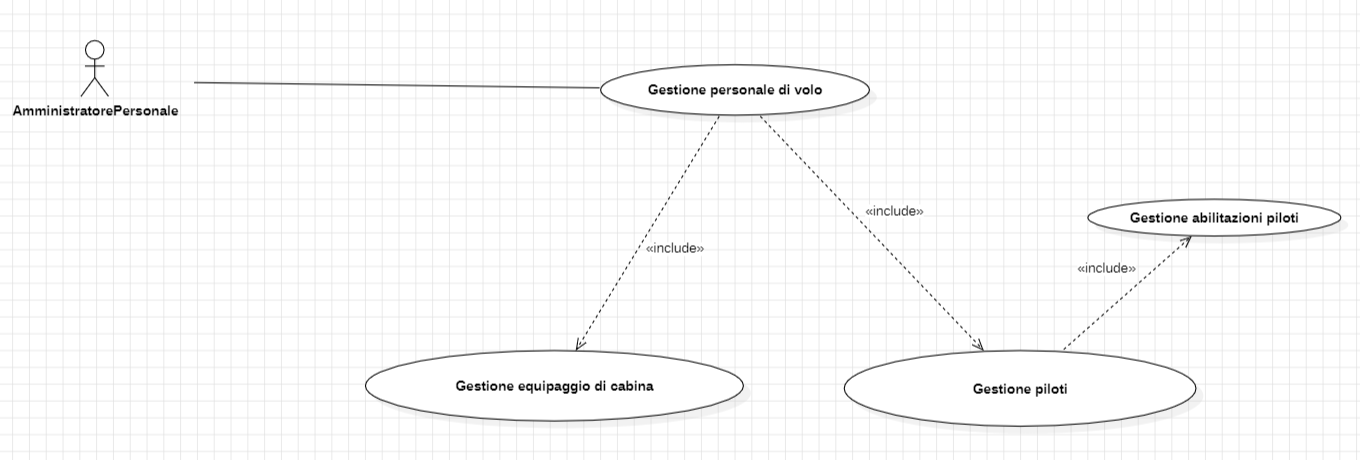 AmministratorePersonale
Gestione personale di volo
«include»
Gestione abilitazioni piloti
«include»
«include»
Gestione equipaggio di cabina
Gestione piloti